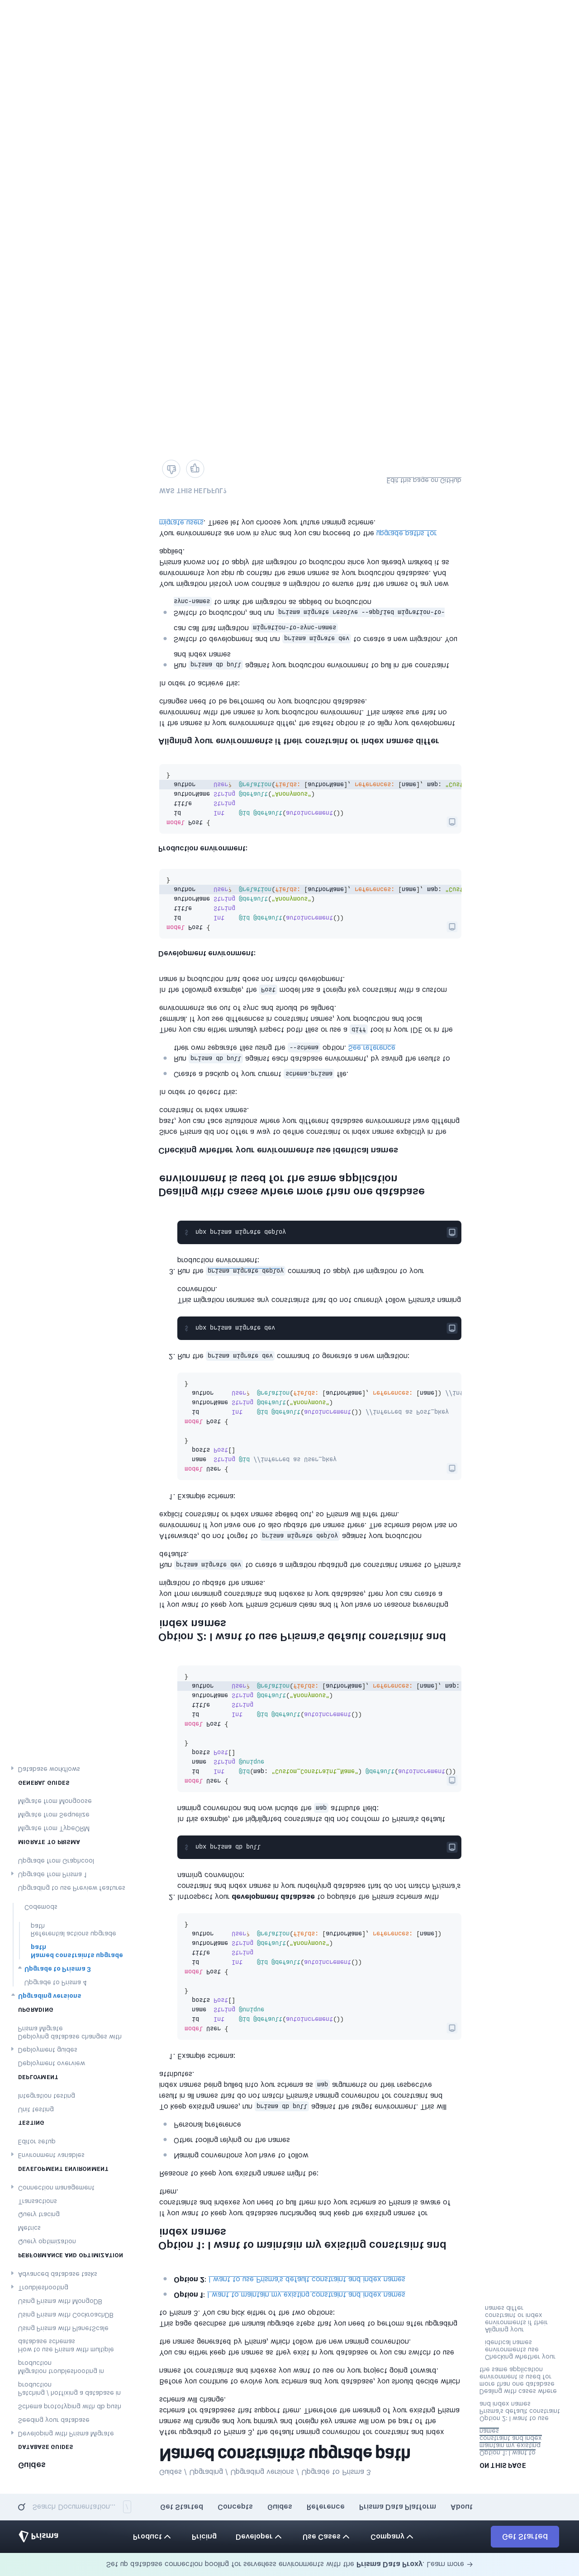 Set up database connection pooling for serverless environments with the Prisma Data Proxy. Learn more →
Prisma
Product
Pricing
Developer
Use Cases
Company
Get Started
Search Documentation... /
Get Started
Concepts
Guides
Reference
Prisma Data Platform
About
Guides
DATABASE GUIDES
Developing with Prisma Migrate
Seeding your database
Schema prototyping with db push
Patching / hotfixing a database in
production
Migration troubleshooting in
production
How to use Prisma with multiple
database schemas
Using Prisma with PlanetScale
Using Prisma with CockroachDB
Using Prisma with MongoDB
Troubleshooting
Advanced database tasks
PERFORMANCE AND OPTIMIZATION
Query optimization
Metrics
Query tracing
Transactions
Connection management
DEVELOPMENT ENVIRONMENT
Environment variables
Editor setup
TESTING
Unit testing
Integration testing
DEPLOYMENT
Deployment overview
Deployment guides
Deploying database changes with
Prisma Migrate
UPGRADING
Upgrading versions
Upgrade to Prisma 4
Upgrade to Prisma 3
Named constraints upgrade
path
Referential actions upgrade
path
Codemods
Upgrading to use Preview features
Upgrade from Prisma 1
Upgrade from Graphcool
MIGRATE TO PRISMA
Migrate from TypeORM
Migrate from Sequelize
Migrate from Mongoose
GENERAL GUIDES
Database workflows
Guides / Upgrading / Upgrading versions / Upgrade to Prisma 3
Named constraints upgrade path
After upgrading to Prisma 3, the default naming convention for constraint and index
names will change and your primary and foreign key names will now be part of the
schema for databases that support them. Therefore the meaning of your existing Prisma
schema will change.
Before you continue to evolve your schema and your database, you should decide which
names for constraints and indexes you want to use on your project going forward.
You can either keep the names as they exist in your database or you can switch to use
the names generated by Prisma, which follow the new naming convention.
This page describes the manual upgrade steps that you need to perform after upgrading
to Prisma 3. You can pick either of the two options:
Option 1: I want to maintain my existing constraint and index names
Option 2: I want to use Prisma's default constraint and index names
Option 1: I want to maintain my existing constraint and
index names
If you want to keep your database unchanged and keep the existing names for
constraints and indexes you need to pull them into your schema so Prisma is aware of
them.
Reasons to keep your existing names might be:
Naming conventions you have to follow
Other tooling relying on the names
Personal preference
To keep existing names, run prisma db pull against the target environment. This will
result in all names that do not match Prisma's naming convention for constraint and
index names being pulled into your schema as map arguments on their respective
attributes.
1. Example schema:
model User {
id    Int    @id @default(autoincrement())
name  String @unique
posts Post[]
}
model Post {
id         Int    @id @default(autoincrement())
title      String
authorName String @default("Anonymous")
author     User?  @relation(fields: [authorName], references: [name])
}
2. Introspect your development database to populate the Prisma schema with
constraint and index names in your underlying database that do not match Prisma's
naming convention:
$ npx prisma db pull
In this example, the highlighted constraints did not conform to Prisma's default
naming convention and now include the map attribute field:
model User {
id    Int    @id(map: "Custom_Constraint_Name") @default(autoincrement())
name  String @unique
posts Post[]
}
model Post {
id         Int    @id @default(autoincrement())
title      String
authorName String @default("Anonymous")
author     User?  @relation(fields: [authorName], references: [name], map:
}
Option 2: I want to use Prisma's default constraint and
index names
If you want to keep your Prisma Schema clean and if you have no reasons preventing
you from renaming constraints and indexes in your database, then you can create a
migration to update the names.
Run prisma migrate dev to create a migration updating the constraint names to Prisma's
defaults.
Afterwards, do not forget to prisma migrate deploy against your production
environment if you have one to also update the names there. The schema below has no
explicit constraint or index names spelled out, so Prisma will infer them.
1. Example schema:
model User {
name  String @id //inferred as User_pkey
posts Post[]
}
model Post {
id         Int    @id @default(autoincrement()) //inferred as Post_pkey
authorName String @default("Anonymous")
author     User?  @relation(fields: [authorName], references: [name]) //in
}
2. Run the prisma migrate dev command to generate a new migration:
$ npx prisma migrate dev
This migration renames any constraints that do not currently follow Prisma's naming
convention.
3. Run the prisma migrate deploy command to apply the migration to your
production environment:
$ npx prisma migrate deploy
Dealing with cases where more than one database
environment is used for the same application
Checking whether your environments use identical names
Since Prisma did not offer a way to define constraint or index names explicitly in the
past, you can face situations where your different database environments have differing
constraint or index names.
In order to detect this:
Create a backup of your current schema.prisma file.
Run prisma db pull against each database environment, by saving the results to
their own separate files using the --schema option. See reference
Then you can either manually inspect both files or use a diff tool in your IDE or in the
terminal. If you see differences in constraint names, your production and local
environments are out of sync and should be aligned.
In the following example, the Post model has a foreign key constraint with a custom
name in production that does not match development.
Development environment:
model Post {
id         Int    @id @default(autoincrement())
title      String
authorName String @default("Anonymous")
author     User?  @relation(fields: [authorName], references: [name], map: "Cus
}
Production environment:
model Post {
id         Int    @id @default(autoincrement())
title      String
authorName String @default("Anonymous")
author     User?  @relation(fields: [authorName], references: [name], map: "Cus
}
Aligning your environments if their constraint or index names differ
If the names in your environments differ, the safest option is to align your development
environment with the names in your production environment. This makes sure that no
changes need to be performed on your production database.
In order to achieve this:
Run prisma db pull against your production environment to pull in the constraint
and index names
Switch to development and run prisma migrate dev to create a new migration. You
can call that migration migration-to-sync-names
Switch to production, and run prisma migrate resolve --applied migration-to-
sync-names to mark the migration as applied on production
Your migration history now contains a migration to ensure that the names of any new
environments you spin up contain the same names as your production database. And
Prisma knows not to apply this migration to production since you already marked it as
applied.
Your environments are now in sync and you can proceed to the upgrade paths for
migrate users. These let you choose your future naming scheme.
WAS THIS HELPFUL?
Edit this page on GitHub
ON THIS PAGE
Option 1: I want to
maintain my existing
constraint and index
names
Option 2: I want to use
Prisma's default constraint
and index names
Dealing with cases where
more than one database
environment is used for
the same application
Checking whether your
environments use
identical names
Aligning your
environments if their
constraint or index
names differ